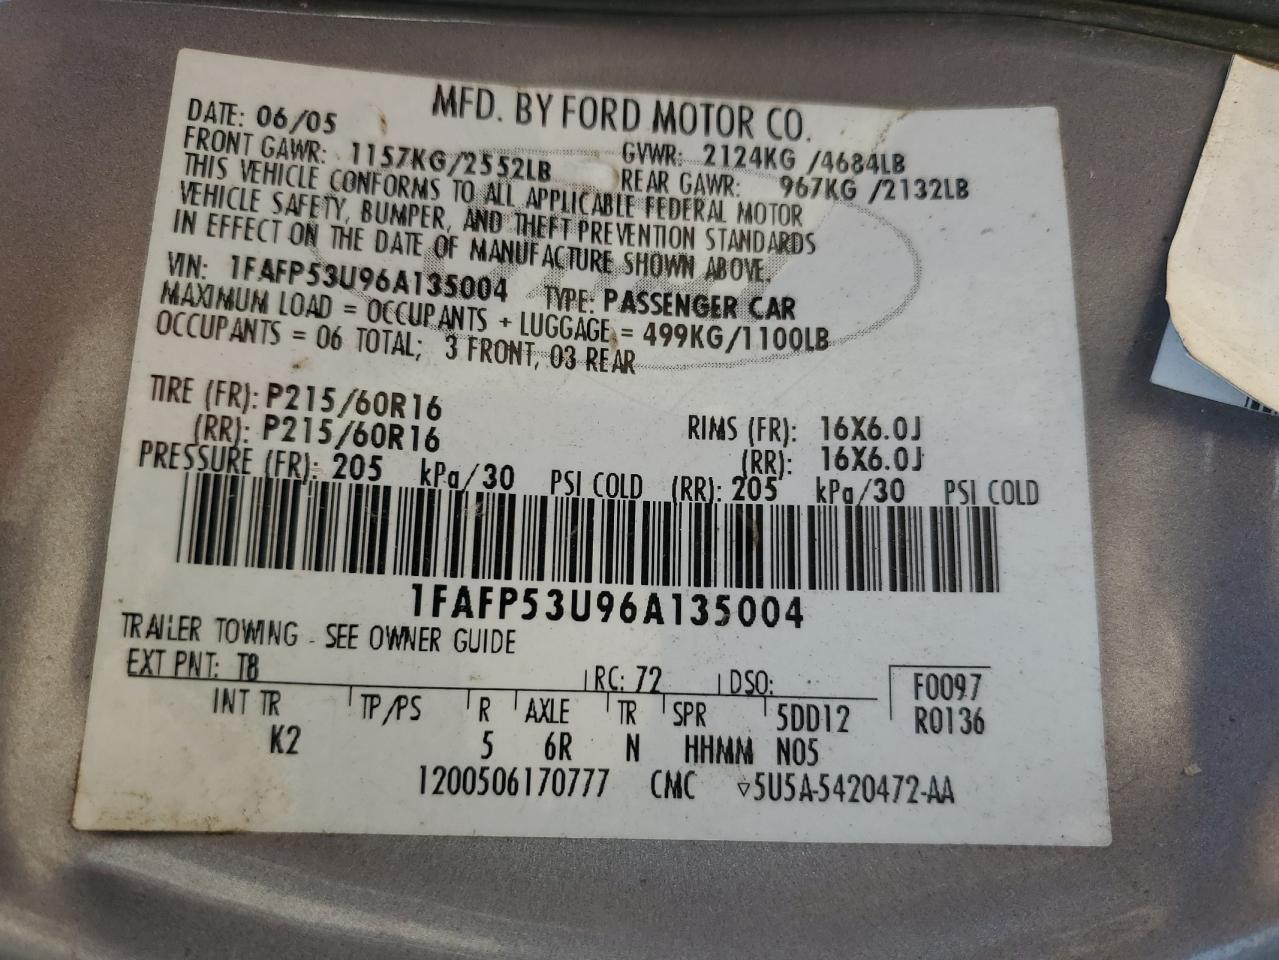 MFD. BY FORD MOTOR CO.
DATE: 06/05
GVWR: 2124KG /4684LB
FRONT GAWR: 1157KG/2552LB
REAR GAWR: 967KG /2132LB
THIS VEHICLE CONFORMS TO ALL APPLICABLE FEDERAL MOTOR
VEHICLE SAFETY, BUMPER, AND THEFT PREVENTION STANDARDS
IN EFFECT ON THE DATE OF MANUFACTURE SHOWN ABOVE.
VIN: 1FAFP53U96A135004 TYPE: PASSENGER CAR
MAXIMUM LOAD = OCCUPANTS + LUGGAGE = 499KG/1100LB
OCCUPANTS = 06 TOTAL; 3 FRONT, 03 REAR
TIRE (FR): P215/60R16 RIMS (FR): 16X6.0J
(RR): P215/60R16 (RR): 16X6.0J
PRESSURE (FR): 205 kPa/30 PSI COLD (RR): 205 kPa/30 PSI COLD
1FAFP53U96A135004
TRAILER TOWING - SEE OWNER GUIDE
EXT PNT: T8 RC: 72 DSO: F0097
INT TR TP/PS R AXLE TR SPR 5DD12 R0136
K2 5 6R N HHMM N05
1200506170777 CMC ▽5U5A-5420472-AA